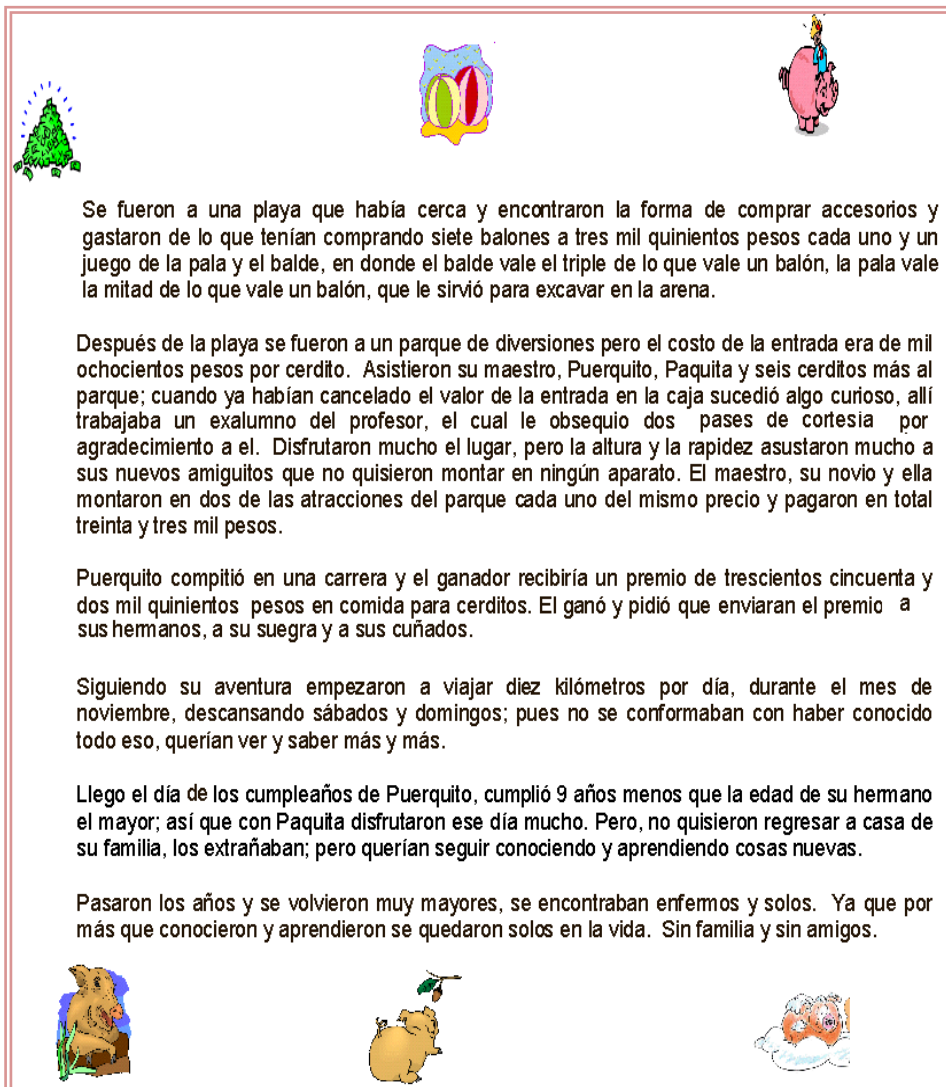 Se fueron a una playa que había cerca y encontraron la forma de comprar accesorios y
gastaron de lo que tenían comprando siete balones a tres mil quinientos pesos cada uno y un
juego de la pala y el balde, en donde el balde vale el triple de lo que vale un balón, la pala vale
la mitad de lo que vale un balón, que le sirvió para excavar en la arena.
Después de la playa se fueron a un parque de diversiones pero el costo de la entrada era de mil
ochocientos pesos por cerdito. Asistieron su maestro, Puerquito, Paquita y seis cerditos más al
parque; cuando ya habían cancelado el valor de la entrada en la caja sucedió algo curioso, allí
trabajaba un exalumno del profesor, el cual le obsequio dos pases de cortesía por
agradecimiento a el. Disfrutaron mucho el lugar, pero la altura y la rapidez asustaron mucho a
sus nuevos amiguitos que no quisieron montar en ningún aparato. El maestro, su novio y ella
montaron en dos de las atracciones del parque cada uno del mismo precio y pagaron en total
treinta y tres mil pesos.
Puerquito compitió en una carrera y el ganador recibiría un premio de trescientos cincuenta y
dos mil quinientos pesos en comida para cerditos. El ganó y pidió que enviaran el premio a
sus hermanos, a su suegra y a sus cuñados.
Siguiendo su aventura empezaron a viajar diez kilómetros por día, durante el mes de
noviembre, descansando sábados y domingos; pues no se conformaban con haber conocido
todo eso, querían ver y saber más y más.
Llego el día de los cumpleaños de Puerquito, cumplió 9 años menos que la edad de su hermano
el mayor; así que con Paquita disfrutaron ese día mucho. Pero, no quisieron regresar a casa de
su familia, los extrañaban; pero querían seguir conociendo y aprendiendo cosas nuevas.
Pasaron los años y se volvieron muy mayores, se encontraban enfermos y solos. Ya que por
más que conocieron y aprendieron se quedaron solos en la vida. Sin familia y sin amigos.